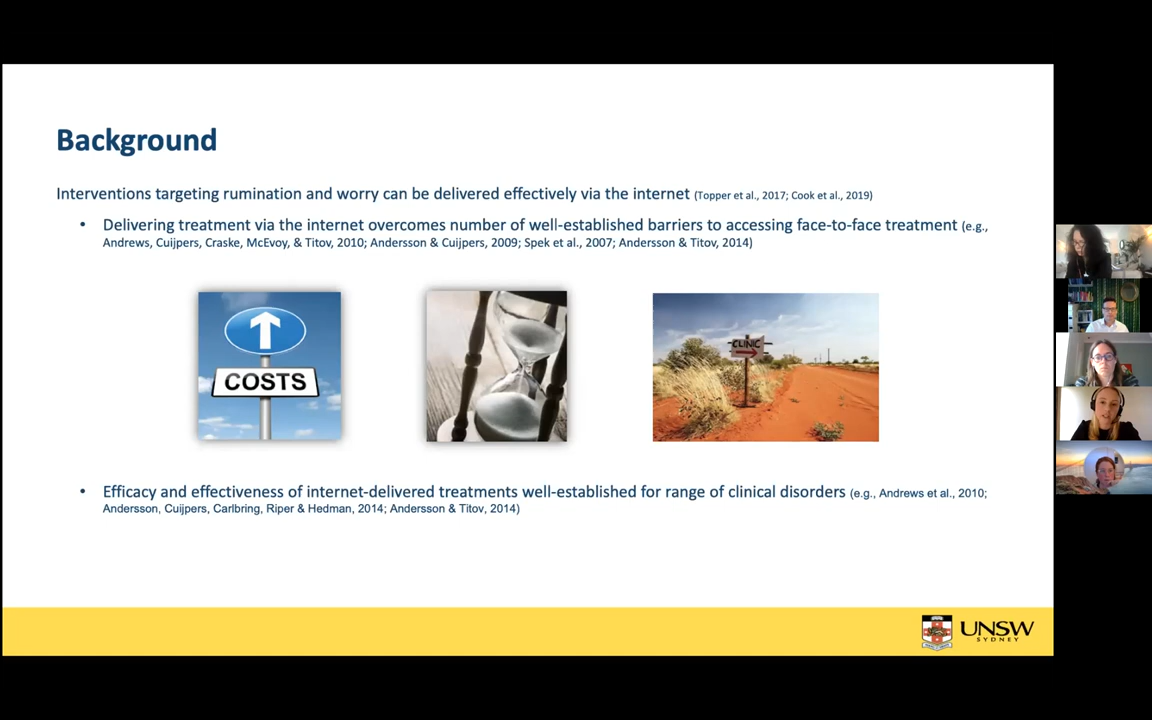 Background
Interventions targeting rumination and worry can be delivered effectively via the internet (Topper et al., 2017; Cook et al., 2019)
• Delivering treatment via the internet overcomes number of well-established barriers to accessing face-to-face treatment (e.g.,
Andrews, Cuijpers, Craske, McEvoy, & Titov, 2010; Andersson & Cuijpers, 2009; Spek et al., 2007; Andersson & Titov, 2014)
COSTS
CLINIC
• Efficacy and effectiveness of internet-delivered treatments well-established for range of clinical disorders (e.g., Andrews et al., 2010;
Andersson, Cuijpers, Carlbring, Riper & Hedman, 2014; Andersson & Titov, 2014)
UNSW
SYDNEY